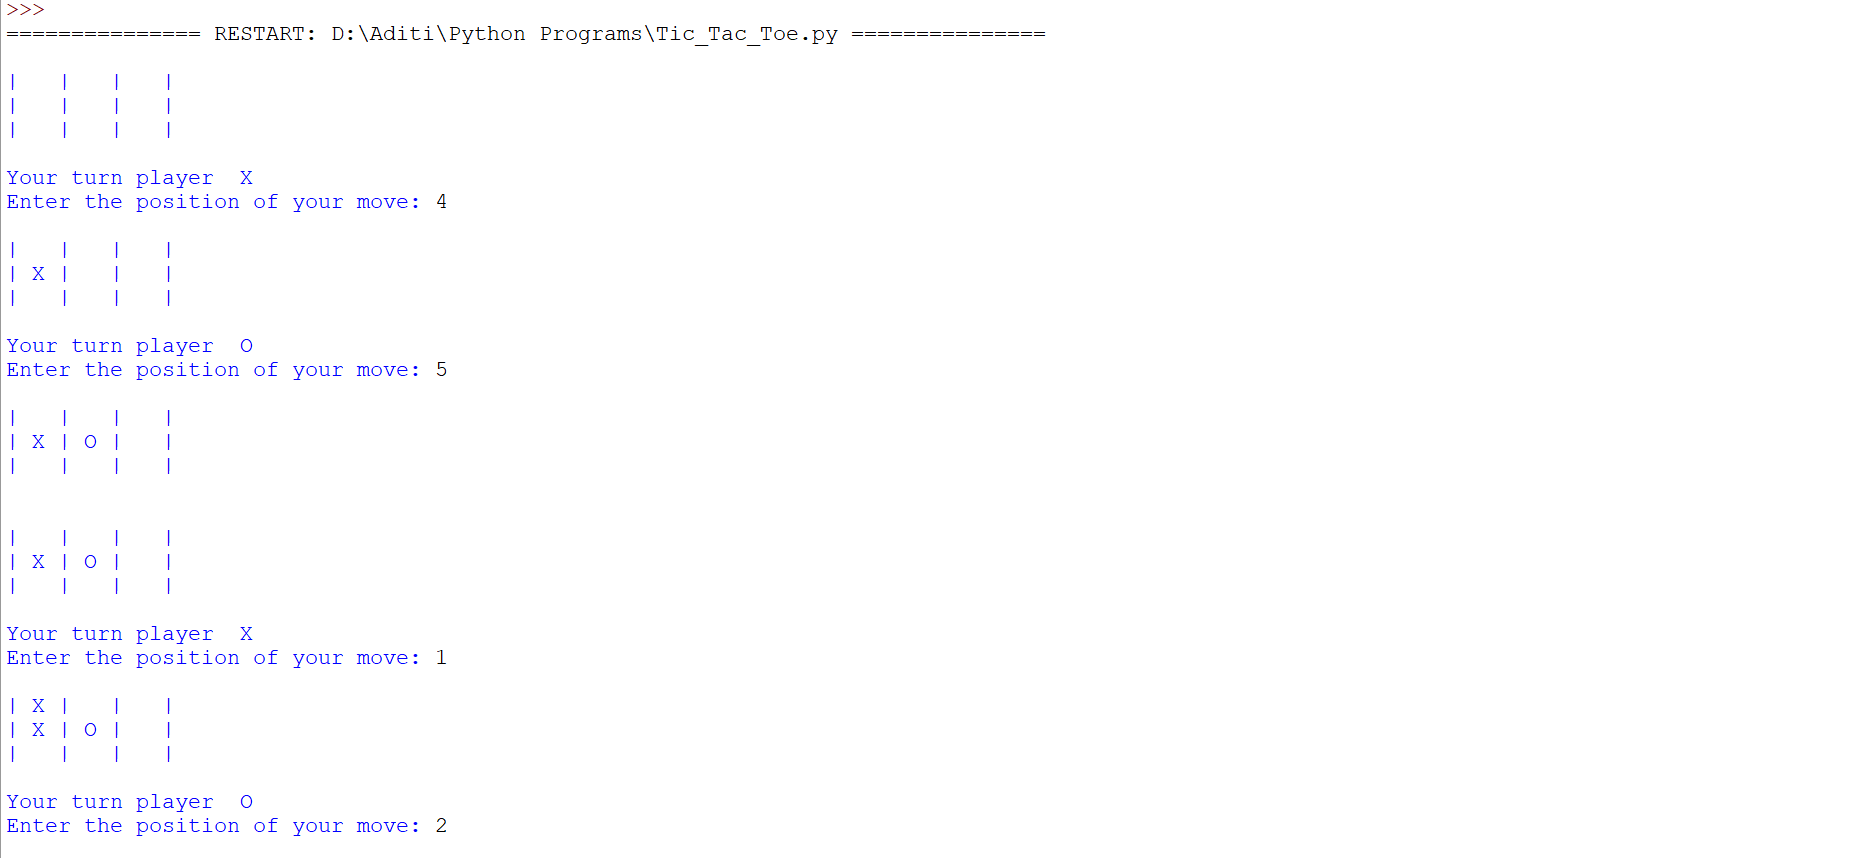 >>>
=============== RESTART: D:\Aditi\Python Programs\Tic_Tac_Toe.py ===============
|   |   |   |
|   |   |   |
|   |   |   |
Your turn player  X
Enter the position of your move: 4
|   |   |   |
| X |   |   |
|   |   |   |
Your turn player  O
Enter the position of your move: 5
|   |   |   |
| X | O |   |
|   |   |   |
|   |   |   |
| X | O |   |
|   |   |   |
Your turn player  X
Enter the position of your move: 1
| X |   |   |
| X | O |   |
|   |   |   |
Your turn player  O
Enter the position of your move: 2